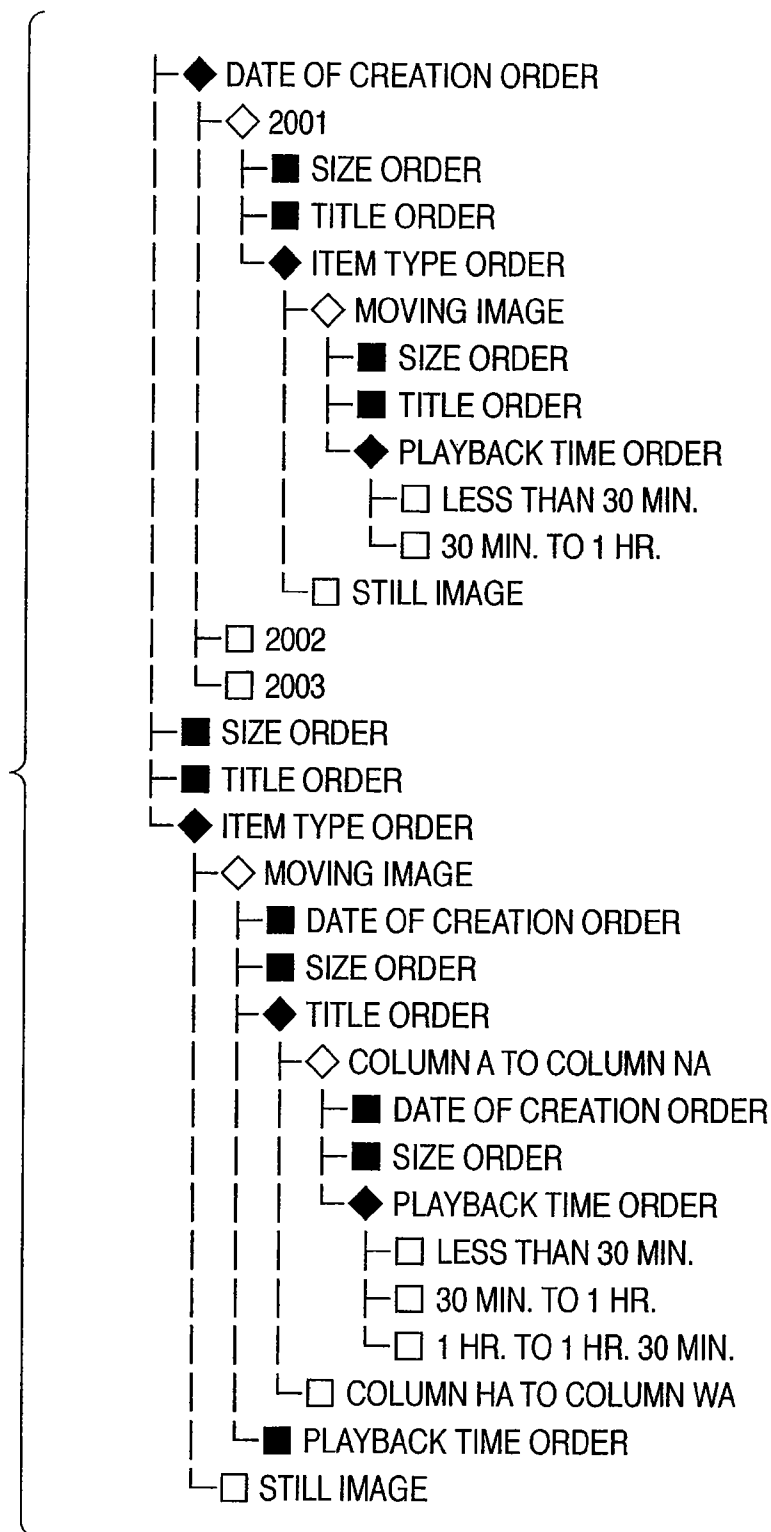 DATE OF CREATION ORDER
2001
SIZE ORDER
TITLE ORDER
ITEM TYPE ORDER
MOVING IMAGE
SIZE ORDER
TITLE ORDER
PLAYBACK TIME ORDER
LESS THAN 30 MIN.
30 MIN. TO 1 HR.
STILL IMAGE
2002
2003
SIZE ORDER
TITLE ORDER
ITEM TYPE ORDER
MOVING IMAGE
DATE OF CREATION ORDER
SIZE ORDER
TITLE ORDER
COLUMN A TO COLUMN NA
DATE OF CREATION ORDER
SIZE ORDER
PLAYBACK TIME ORDER
LESS THAN 30 MIN.
30 MIN. TO 1 HR.
1 HR. TO 1 HR. 30 MIN.
COLUMN HA TO COLUMN WA
PLAYBACK TIME ORDER
STILL IMAGE